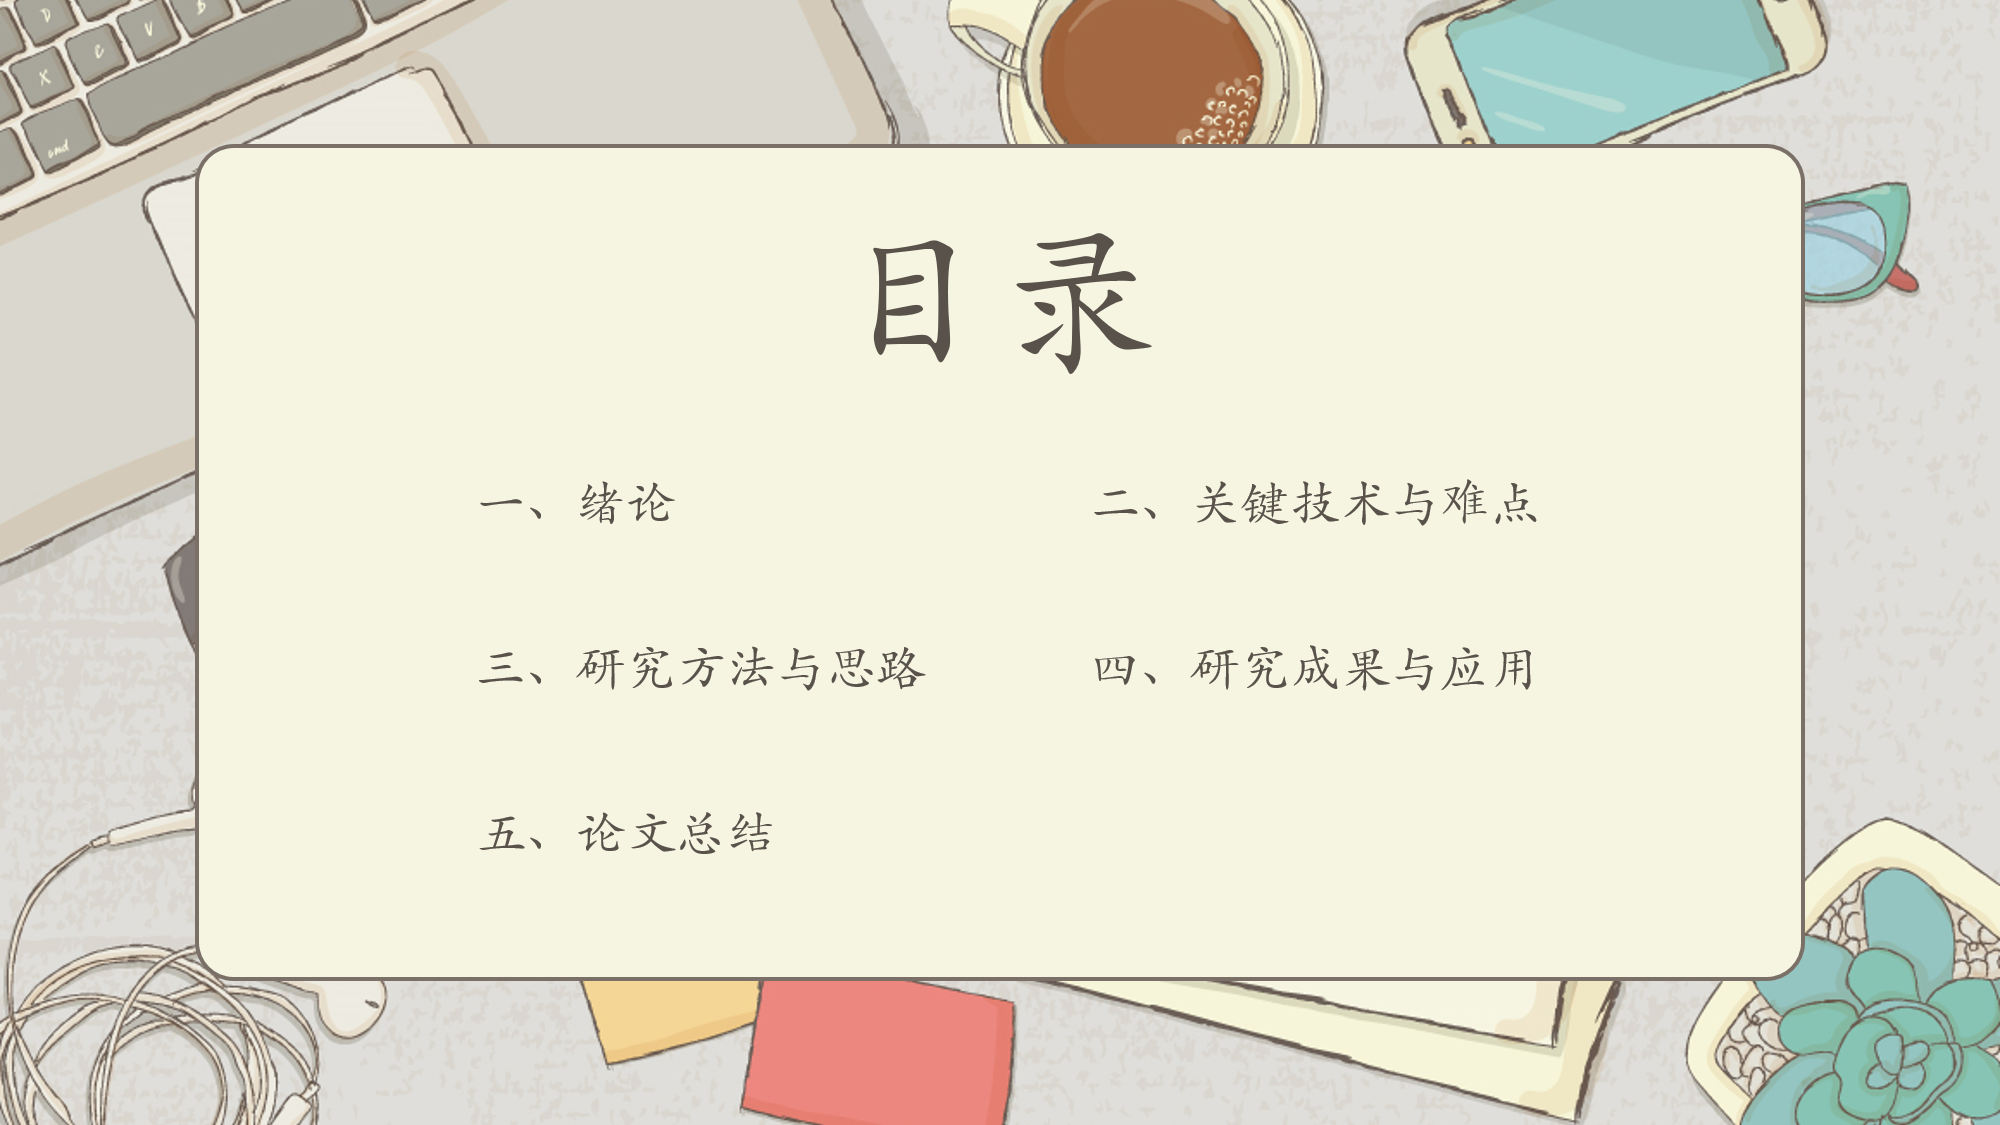 D
X
C
V
B
cmd
目录
一、绪论
二、关键技术与难点
三、研究方法与思路
四、研究成果与应用
五、论文总结